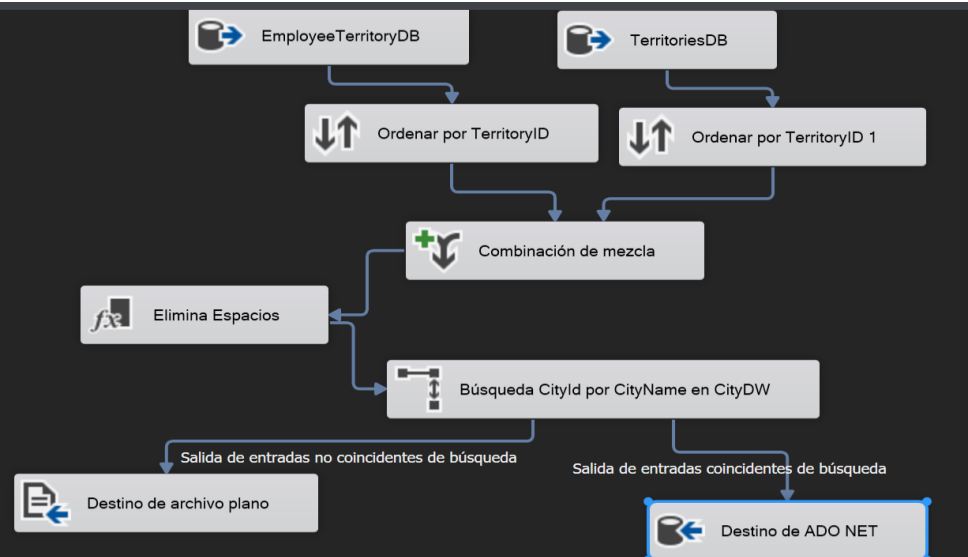 EmployeeTerritoryDB
TerritoriesDB
Ordenar por TerritoryID
Ordenar por TerritoryID 1
Combinación de mezcla
Elimina Espacios
Búsqueda CityId por CityName en CityDW
Salida de entradas no coincidentes de búsqueda
Salida de entradas coincidentes de búsqueda
Destino de archivo plano
Destino de ADO NET